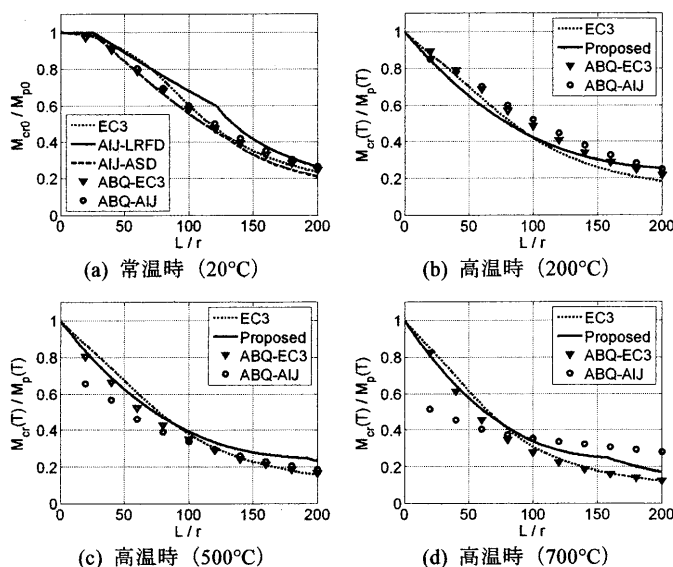 1
0.8
0.6
0.4
0.2
0
M_cr0 / M_p0
EC3
AIJ-LRFD
AIJ-ASD
ABQ-EC3
ABQ-AIJ
0 50 100 150 200
L / r
(a) 常温時 (20°C)
1
0.8
0.6
0.4
0.2
0
M_cr(T) / M_p(T)
EC3
Proposed
ABQ-EC3
ABQ-AIJ
0 50 100 150 200
L / r
(b) 高温時 (200°C)
1
0.8
0.6
0.4
0.2
0
M_cr(T) / M_p(T)
EC3
Proposed
ABQ-EC3
ABQ-AIJ
0 50 100 150 200
L / r
(c) 高温時 (500°C)
1
0.8
0.6
0.4
0.2
0
M_cr(T) / M_p(T)
EC3
Proposed
ABQ-EC3
ABQ-AIJ
0 50 100 150 200
L / r
(d) 高温時 (700°C)